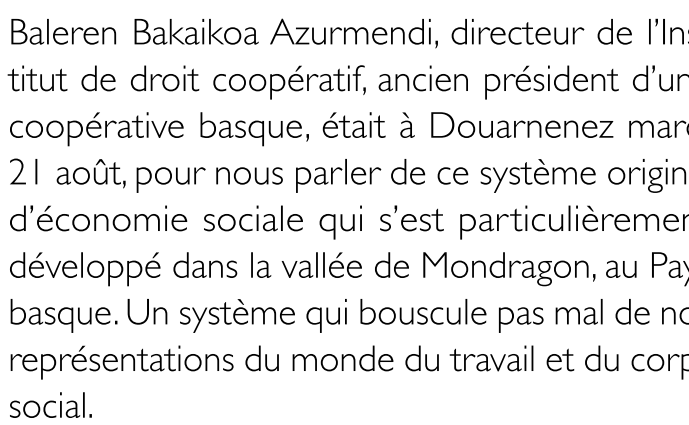 Baleren Bakaikoa Azurmendi, directeur de l’Ins
titut de droit coopératif, ancien président d’un
coopérative basque, était à Douarnenez mar
21 août, pour nous parler de ce système origin
d’économie sociale qui s’est particulièremen
développé dans la vallée de Mondragon, au Pay
basque. Un système qui bouscule pas mal de no
représentations du monde du travail et du corp
social.